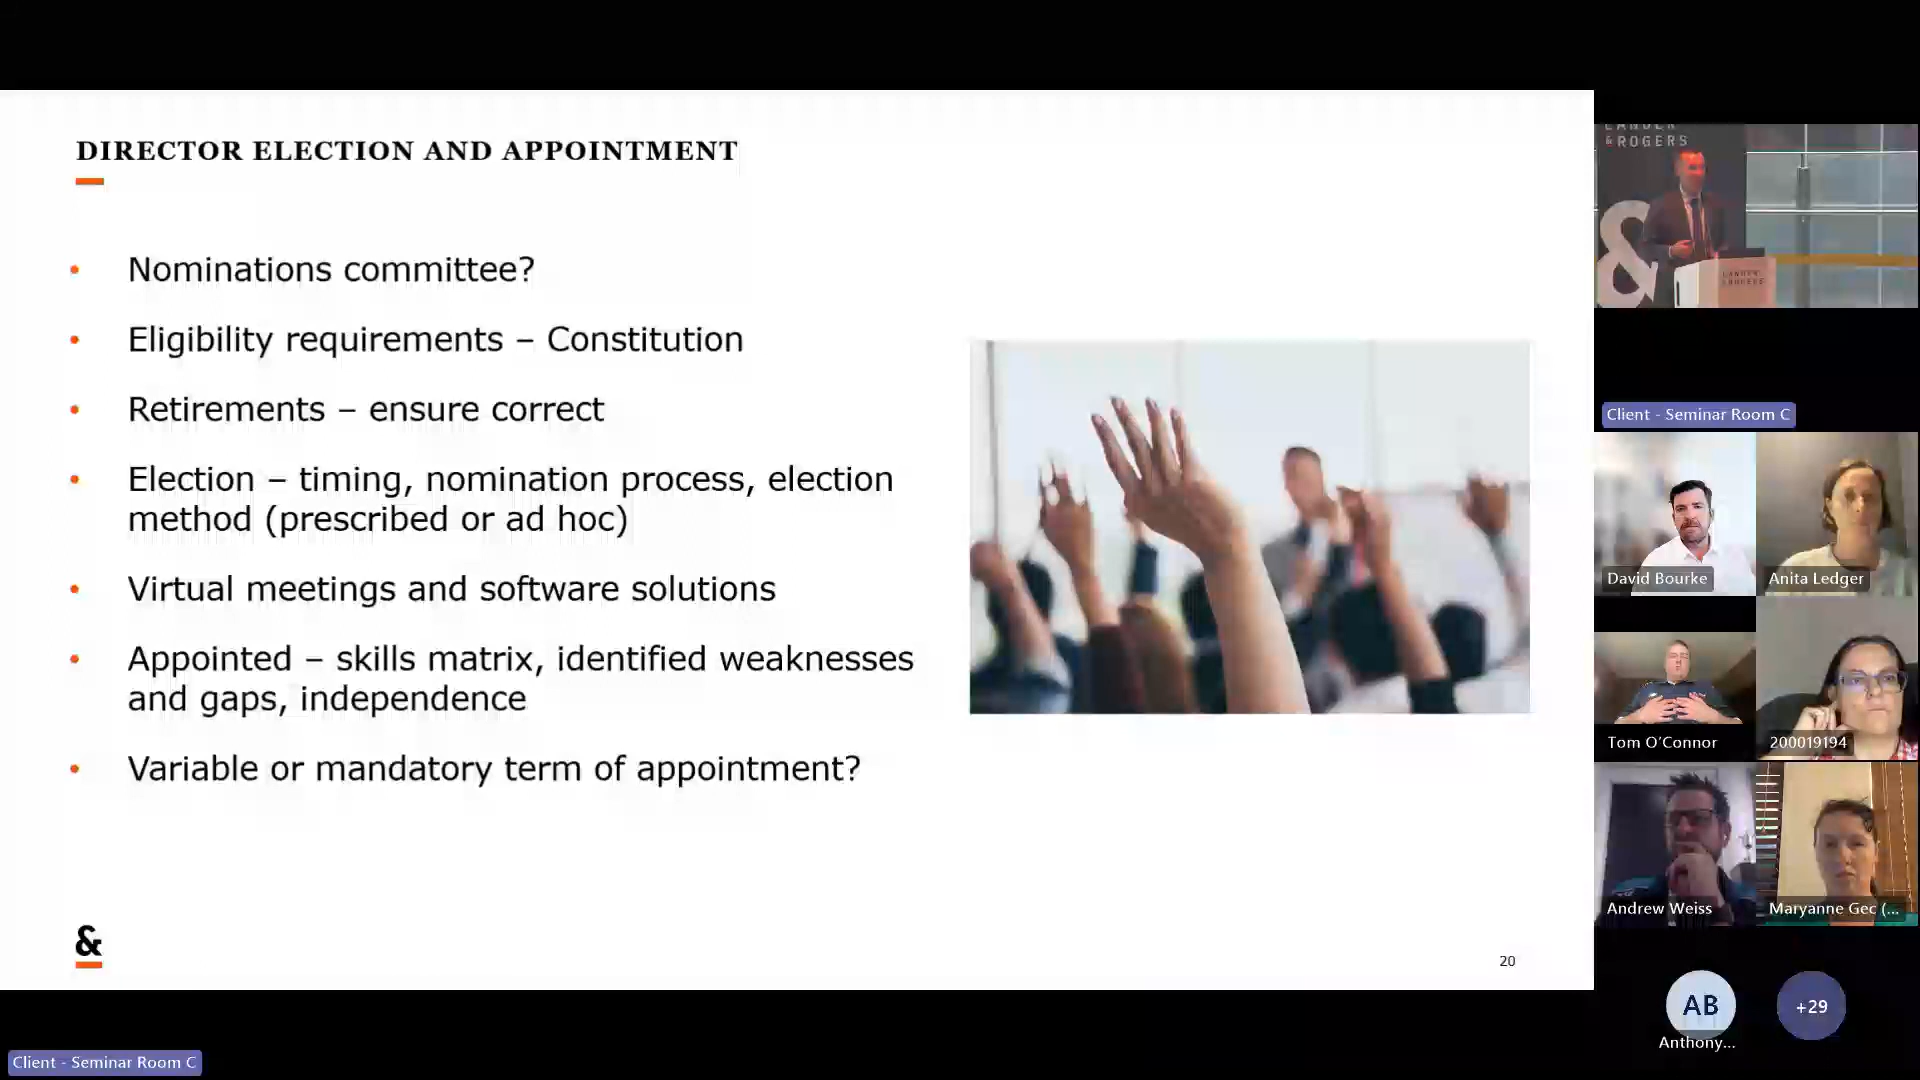 DIRECTOR ELECTION AND APPOINTMENT
• Nominations committee?
• Eligibility requirements – Constitution
• Retirements – ensure correct
• Election – timing, nomination process, election
method (prescribed or ad hoc)
• Virtual meetings and software solutions
• Appointed – skills matrix, identified weaknesses
and gaps, independence
• Variable or mandatory term of appointment?
&
20
LANDER
&ROGERS
&
LANDER
&ROGERS
Client - Seminar Room C
David Bourke
Anita Ledger
Tom O’Connor
200019194
Andrew Weiss
Maryanne Gec (...
AB
+29
Anthony...
Client - Seminar Room C